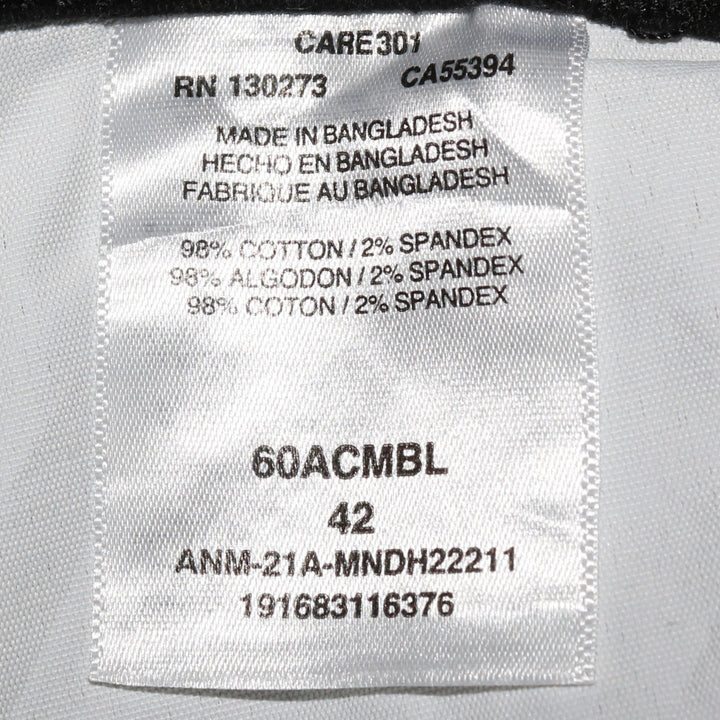 CARE301
RN 130273 CA55394
MADE IN BANGLADESH
HECHO EN BANGLADESH
FABRIQUE AU BANGLADESH
98% COTTON / 2% SPANDEX
98% ALGODON / 2% SPANDEX
98% COTON / 2% SPANDEX
60ACMBL
42
ANM-21A-MNDH22211
191683116376